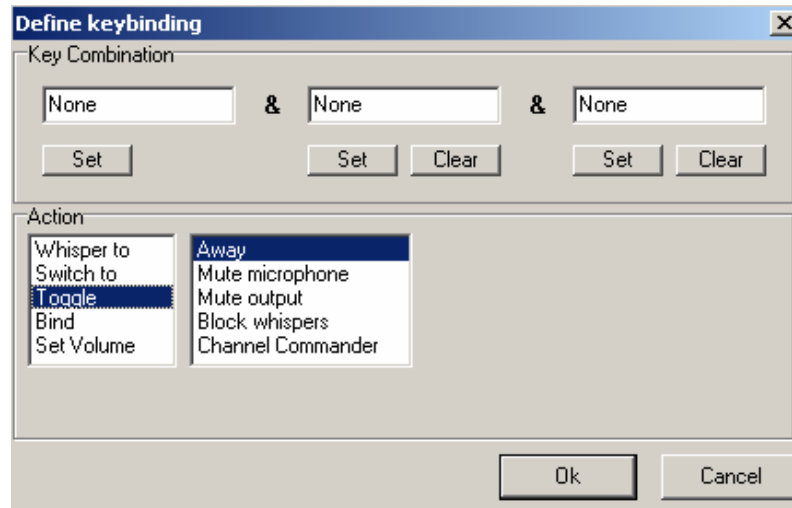 Define keybinding
Key Combination
None & None & None
Set Set Clear Set Clear
Action
Whisper to
Switch to
Toggle
Bind
Set Volume
Away
Mute microphone
Mute output
Block whispers
Channel Commander
Ok Cancel